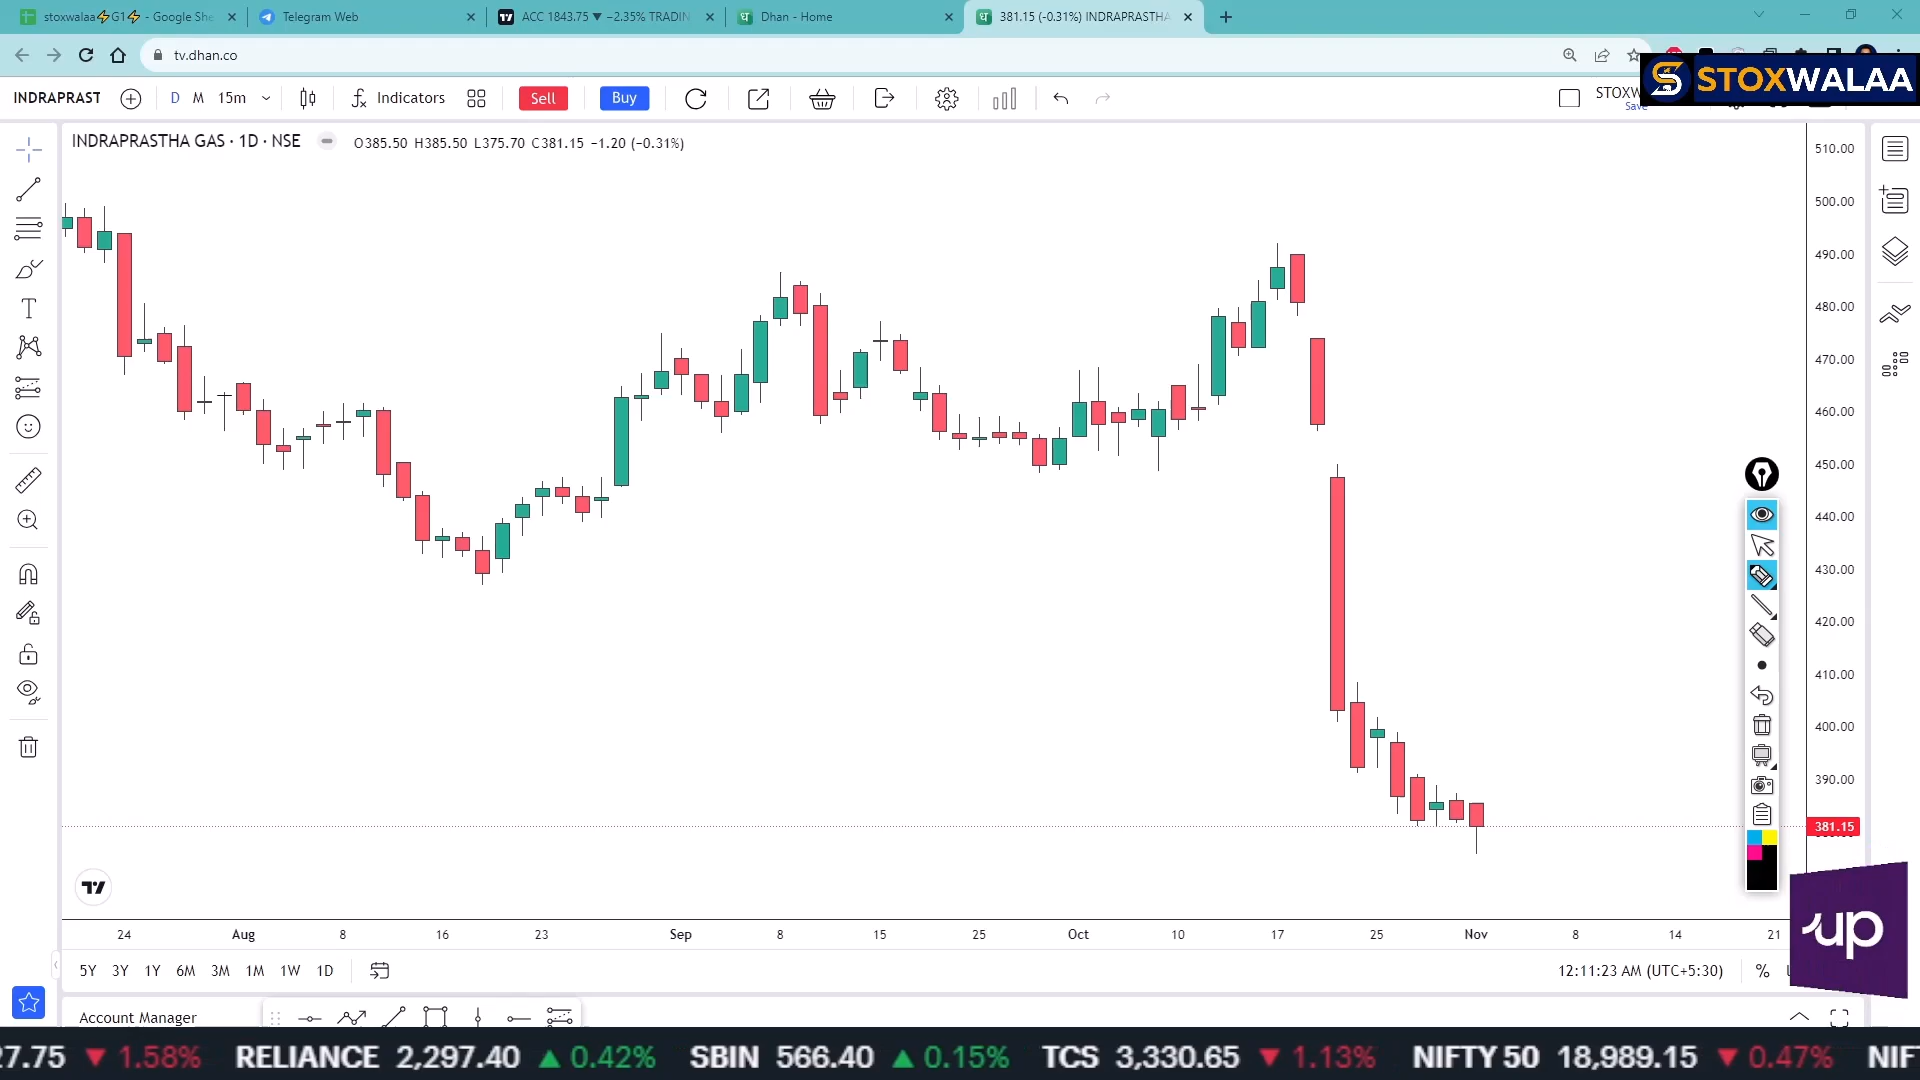 stoxwalaa⚡G1⚡ - Google She
Telegram Web
ACC 1843.75 ▼ −2.35% TRADIN
Dhan - Home
381.15 (-0.31%) INDRAPRASTHA
tv.dhan.co
STOXWALAA
INDRAPRAST
D
M
15m
Indicators
Sell
Buy
STOXW
Save
INDRAPRASTHA GAS · 1D · NSE
O385.50 H385.50 L375.70 C381.15 −1.20 (−0.31%)
510.00
500.00
490.00
480.00
470.00
460.00
450.00
440.00
430.00
420.00
410.00
400.00
390.00
381.15
up
24 Aug 8 16 23 Sep 8 15 25 Oct 10 17 25 Nov 8 14 21
5Y 3Y 1Y 6M 3M 1M 1W 1D
12:11:23 AM (UTC+5:30) %
Account Manager
27.75 ▼ 1.58% RELIANCE 2,297.40 ▲ 0.42% SBIN 566.40 ▲ 0.15% TCS 3,330.65 ▼ 1.13% NIFTY 50 18,989.15 ▼ 0.47% NIF